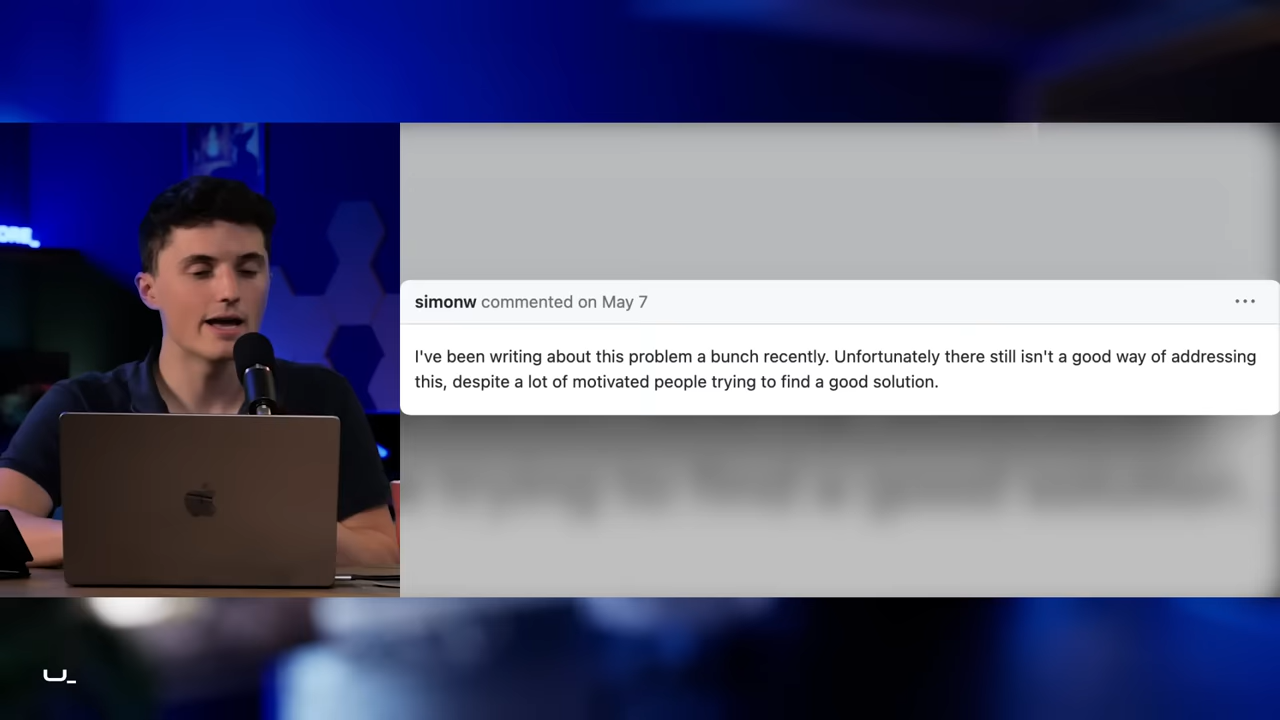 simonw commented on May 7
I've been writing about this problem a bunch recently. Unfortunately there still isn't a good way of addressing
this, despite a lot of motivated people trying to find a good solution.